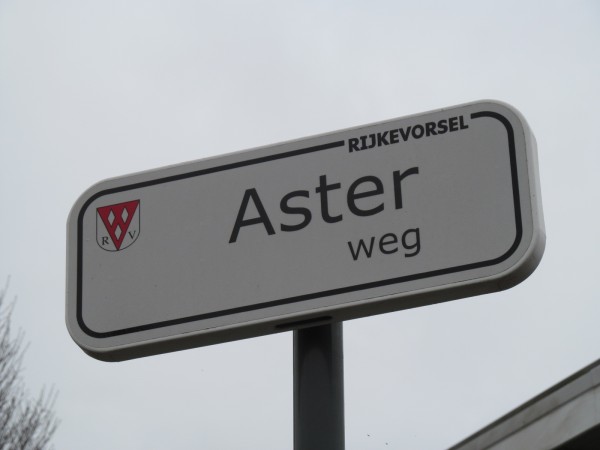 RIJKEVORSEL
Aster
weg
R V